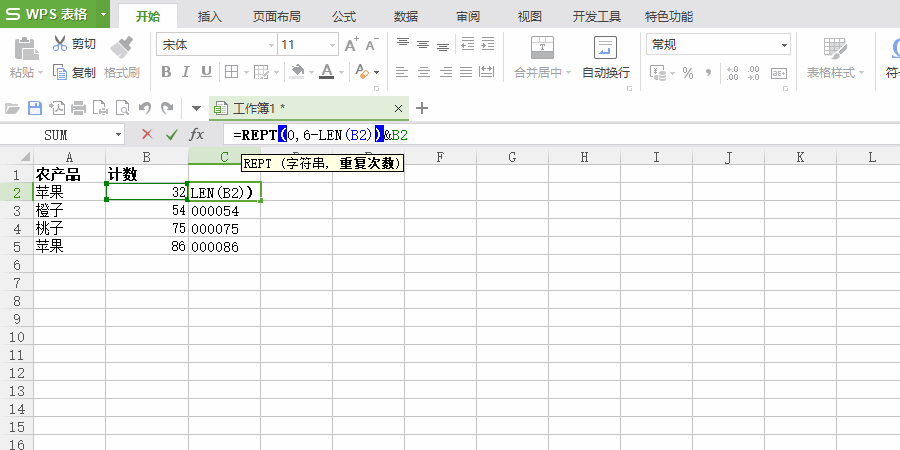 S WPS 表格 开始 插入 页面布局 公式 数据 审阅 视图 开发工具 特色功能
粘贴 剪切 复制 格式刷 宋体 11 A+ A- B I U A 合并居中 自动换行 常规 % , .00 .0 表格样式 符
工作簿1 * × +
SUM × ✓ fx =REPT(0,6-LEN(B2))&B2
REPT (字符串, 重复次数)
A B C F G H I J K L
1 农产品 计数
2 苹果 32 LEN(B2))
3 橙子 54 000054
4 桃子 75 000075
5 苹果 86 000086
6
7
8
9
10
11
12
13
14
15
16